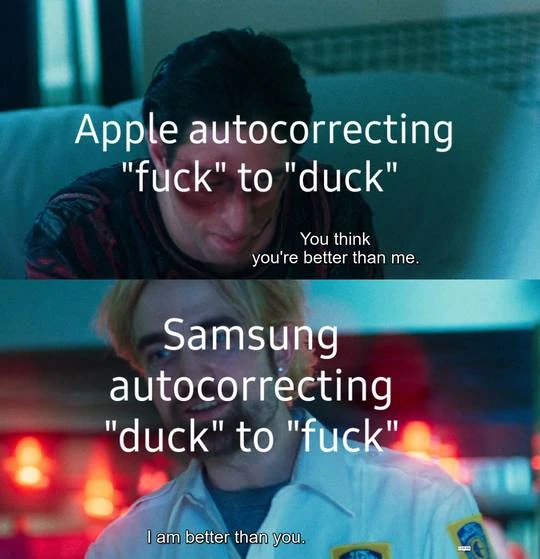 Apple autocorrecting
"fuck" to "duck"
You think
you're better than me.
Samsung
autocorrecting
"duck" to "fuck"
I am better than you.